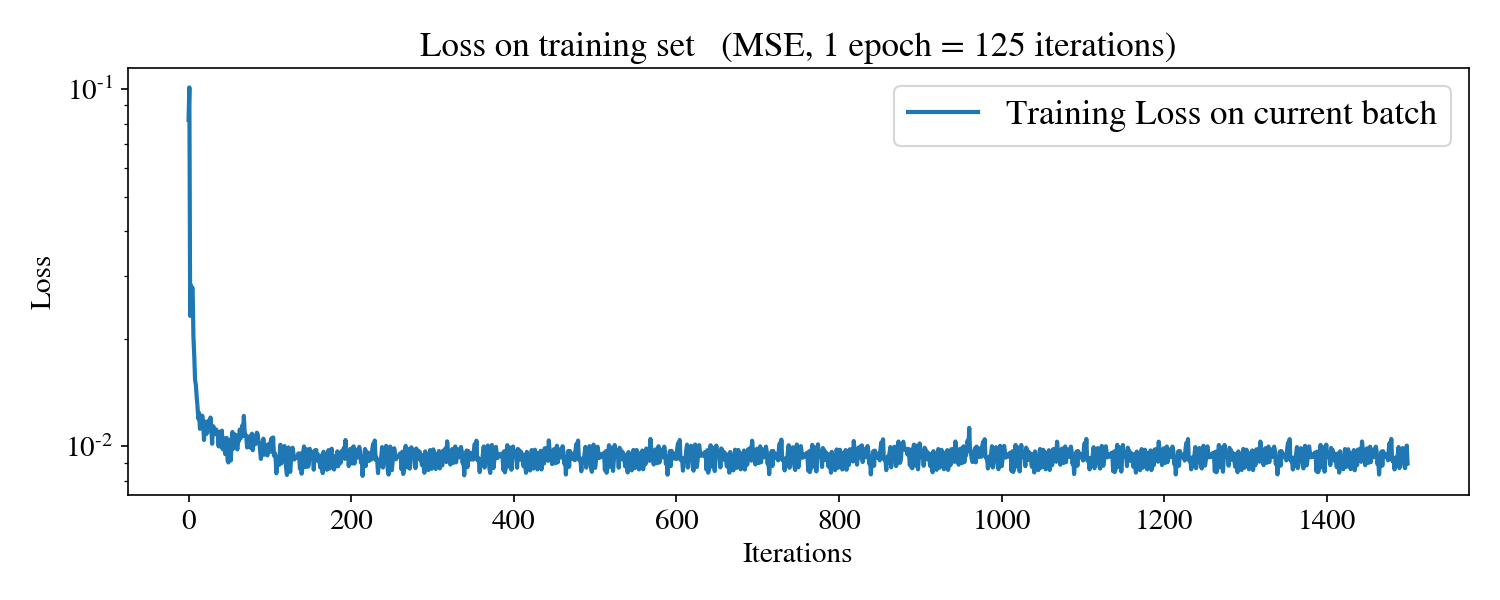 Loss on training set (MSE, 1 epoch = 125 iterations)
10-1
Training Loss on current batch
Loss
10-2
0 200 400 600 800 1000 1200 1400
Iterations